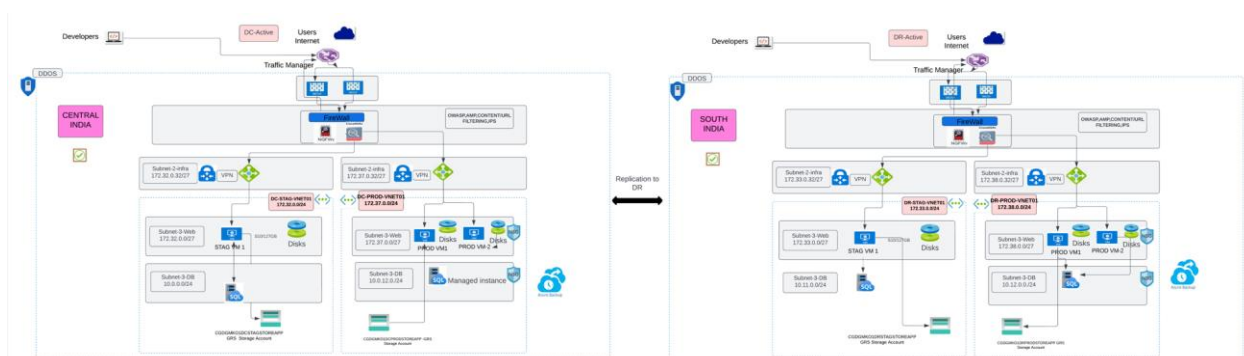 Developers
DC-Active
Users
Internet
Traffic Manager
DDOS
CENTRAL
INDIA
FireWall
OWASP,AMP,CONTENT/URL
FILTERING,IPS
Subnet-2-infra
172.32.0.32/27
VPN
Subnet-2-infra
172.37.0.32/27
VPN
DC-STAG-VNET01
172.32.0.0/24
DC-PROD-VNET01
172.37.0.0/24
Subnet-3-Web
172.32.0.0/27
STAG VM 1
Disks
Subnet-3-Web
172.37.0.0/27
PROD VM1
Disks
PROD VM-2
Disks
Subnet-3-DB
10.0.0.0/24
SQL
Subnet-3-DB
10.0.12.0./24
SQL
Managed instance
Azure Backup
GRS Storage Account
Replication to
DR
Developers
DR-Active
Users
Internet
Traffic Manager
DDOS
SOUTH
INDIA
FireWall
OWASP,AMP,CONTENT/URL
FILTERING,IPS
Subnet-2-infra
172.33.0.32/27
VPN
Subnet-2-infra
172.38.0.32/27
VPN
DR-STAG-VNET01
172.33.0.0/24
DR-PROD-VNET01
172.38.0.0/24
Subnet-3-Web
172.33.0.0/27
STAG VM 1
Disks
Subnet-3-Web
172.38.0.0/27
PROD VM1
Disks
PROD VM-2
Disks
Subnet-3-DB
10.11.0.0/24
SQL
Subnet-3-DB
10.12.0.0/24
SQL
Azure Backup
GRS Storage Account
Storage Account